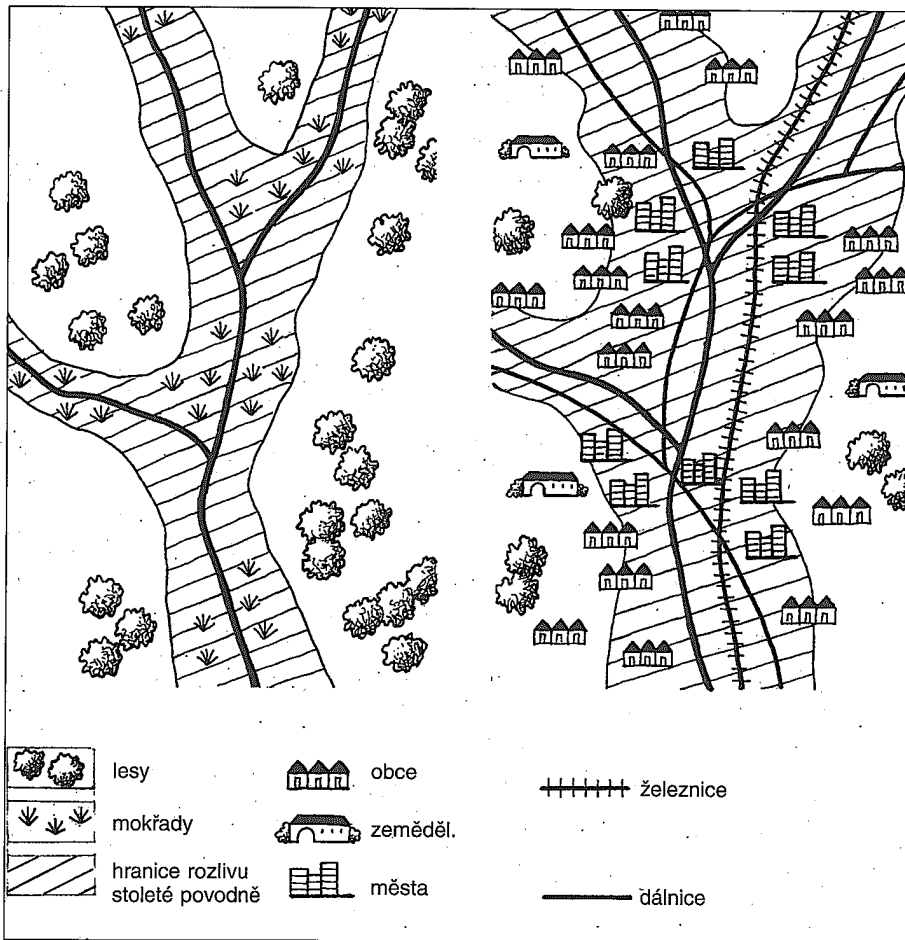 lesy
mokřady
hranice rozlivu
stoleté povodně
obce
zeměděl.
města
železnice
dálnice